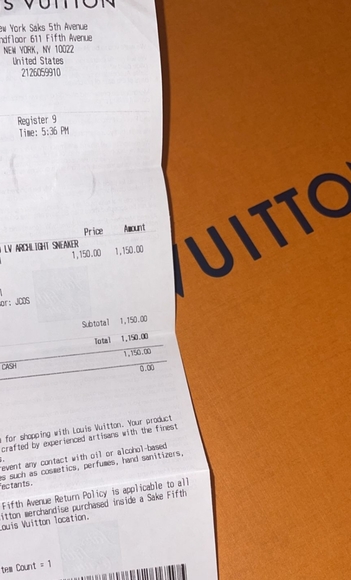 S VUITTON
New York Saks 5th Avenue
ndfloor 611 Fifth Avenue
NEW YORK, NY 10022
United States
2126059910
Register 9
Time: 5:36 PM
Price Amount
LV ARCHLIGHT SNEAKER
1,150.00 1,150.00
or: JCOS
Subtotal 1,150.00
Total 1,150.00
1,150.00
CASH
0.00
for shopping with Louis Vuitton. Your product
crafted by experienced artisans with the finest
s.
revent any contact with oil or alcohol-based
es such as cosmetics, perfumes, hand sanitizers,
fectants.
Fifth Avenue Return Policy is applicable to all
itton merchandise purchased inside a Sake Fifth
Louis Vuitton location.
tem Count = 1
VUITTO